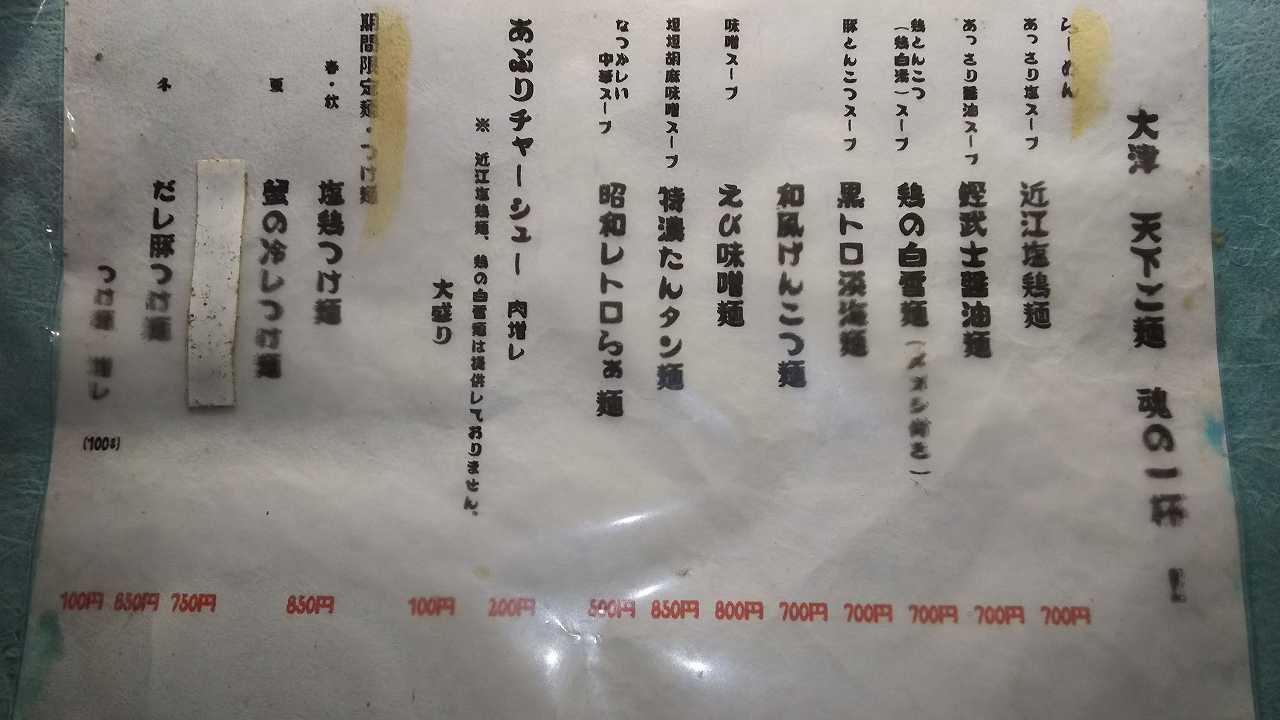 大津 天下ご麺 魂の一杯 !
らーめん
あっさり塩スープ 近江塩鶏麺 700円
あっさり醤油スープ 鰹武士醤油麺 700円
鶏とんこつ
(鶏白湯)スープ 鶏の白雪麺 700円
豚とんこつスープ 黒トロ淡海麺 700円
和風げんこつ麺 700円
味噌スープ えび味噌麺 800円
坦坦胡麻味噌スープ 特濃たんタン麺 850円
なつかしい
中華スープ 昭和レトロらぁ麺 500円
あぶりチャーシュー 肉増し 200円
※ 近江塩鶏麺、鶏の白雪麺は提供しておりません。
大盛り 100円
期間限定麺・つけ麺
春・秋 塩鶏つけ麺 850円
夏 蟹の冷しつけ麺
750円
冬 だし豚つけ麺 850円
つけ麺 増し (100g) 100円